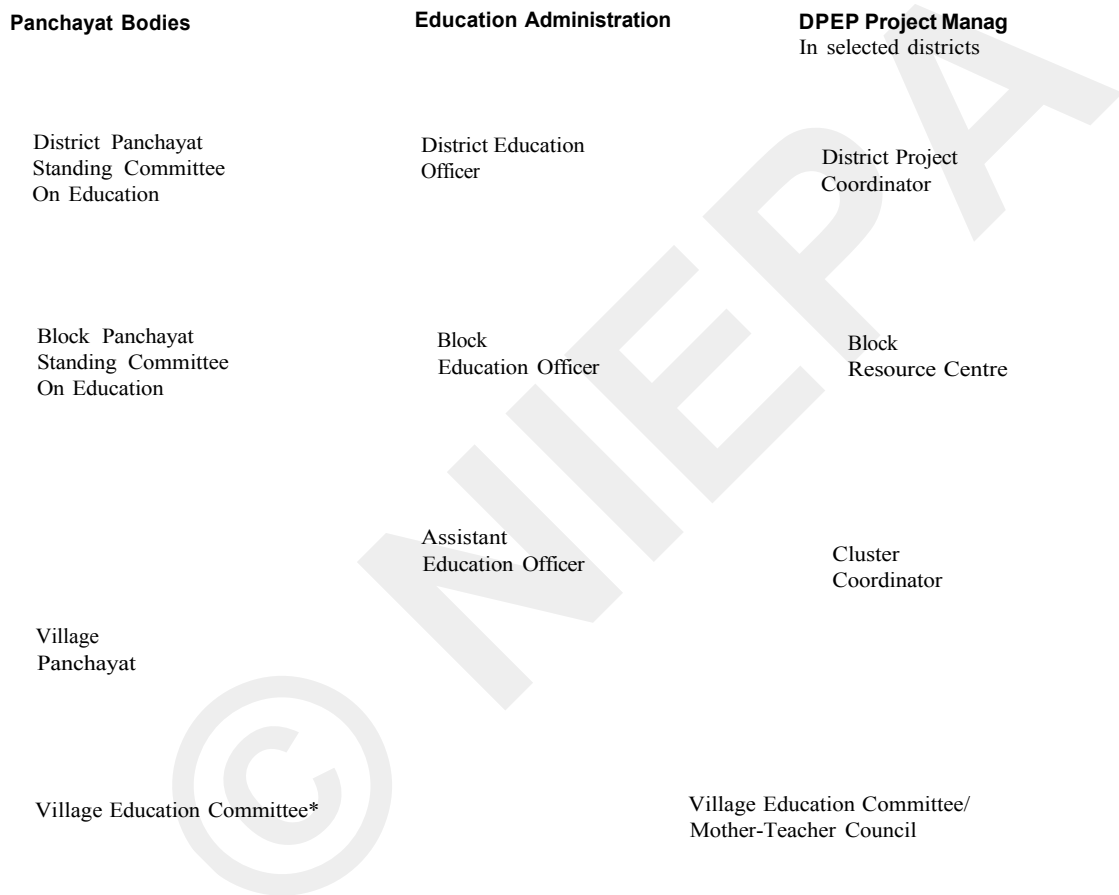 Panchayat Bodies
Education Administration
DPEP Project Manag
In selected districts
District Panchayat
Standing Committee
On Education
District Education
Officer
District Project
Coordinator
Block Panchayat
Standing Committee
On Education
Block
Education Officer
Block
Resource Centre
Assistant
Education Officer
Cluster
Coordinator
Village
Panchayat
Village Education Committee*
Village Education Committee/
Mother-Teacher Council
© NIEPA